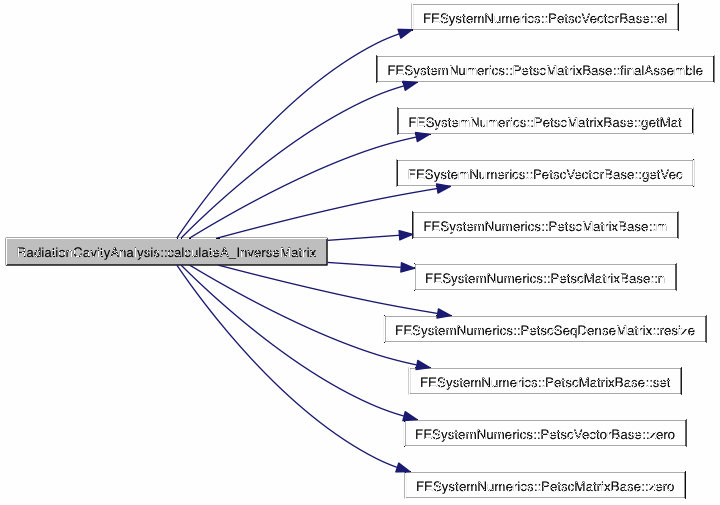 FFSystemNumerics::PetscVectorBase::el
FFSystemNumerics::PetscMatrixBase::finalAssemble
FFSystemNumerics::PetscMatrixBase::getMat
FFSystemNumerics::PetscVectorBase::getVec
FFSystemNumerics::PetscMatrixBase::m
RadiationCavityAnalysis::calculateA_InverseMatrix
FFSystemNumerics::PetscMatrixBase::n
FFSystemNumerics::PetscSeqDenseMatrix::resize
FFSystemNumerics::PetscMatrixBase::set
FFSystemNumerics::PetscVectorBase::zero
FFSystemNumerics::PetscMatrixBase::zero